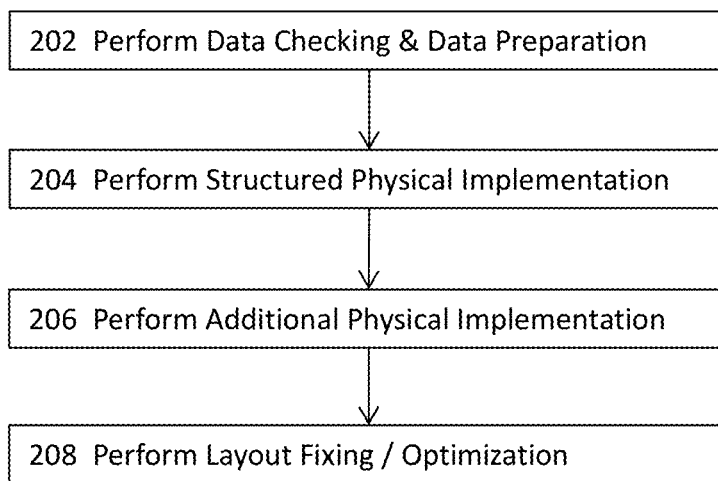 202 Perform Data Checking & Data Preparation
204 Perform Structured Physical Implementation
206 Perform Additional Physical Implementation
208 Perform Layout Fixing / Optimization